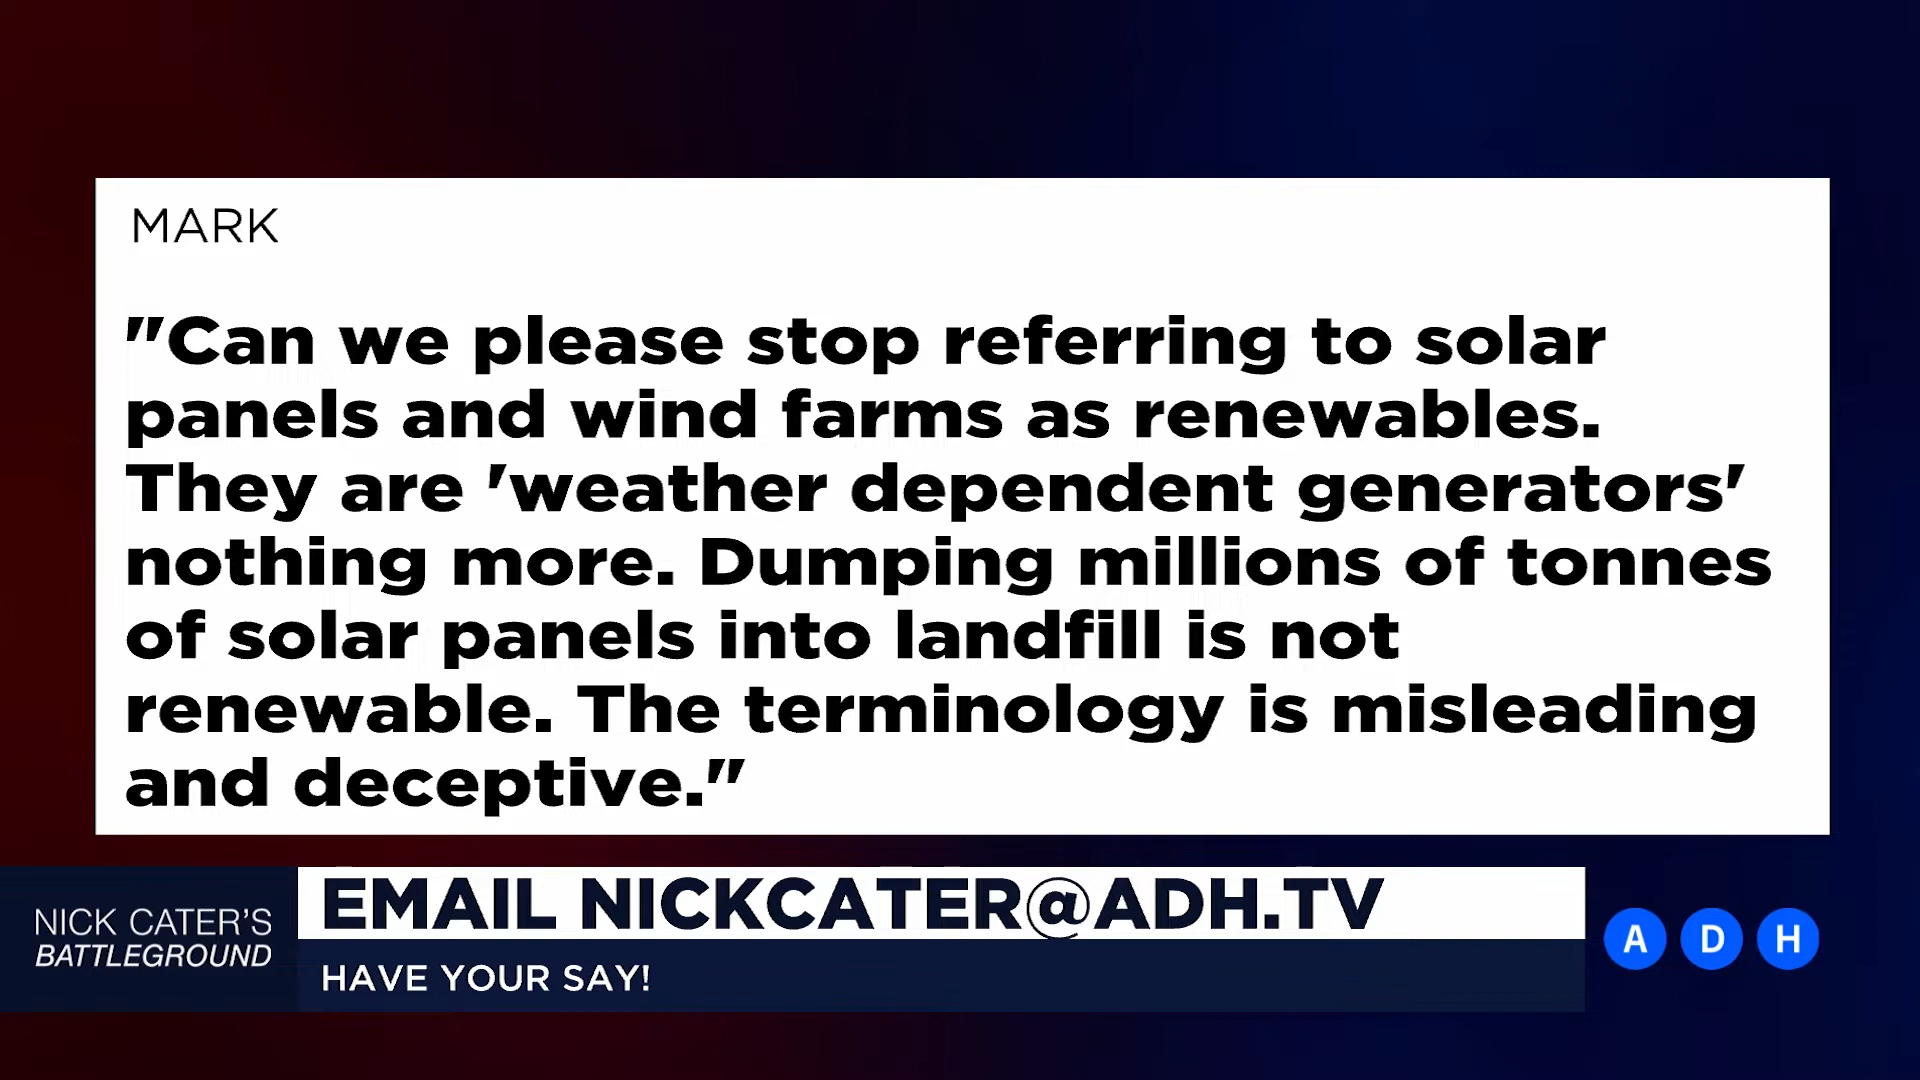 MARK
"Can we please stop referring to solar
panels and wind farms as renewables.
They are 'weather dependent generators'
nothing more. Dumping millions of tonnes
of solar panels into landfill is not
renewable. The terminology is misleading
and deceptive."
NICK CATER'S
BATTLEGROUND
EMAIL NICKCATER@ADH.TV
HAVE YOUR SAY!
A D H